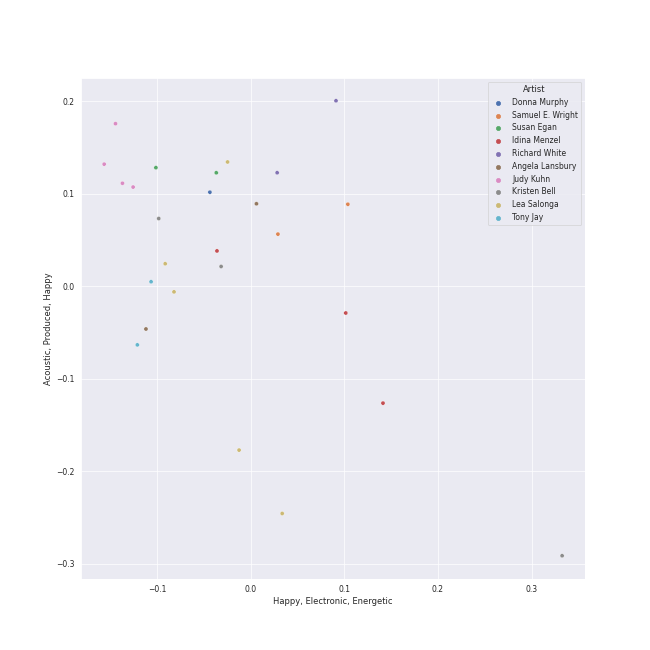 Artist
Donna Murphy
Samuel E. Wright
Susan Egan
Idina Menzel
Richard White
Angela Lansbury
Judy Kuhn
Kristen Bell
Lea Salonga
Tony Jay
0.2
0.1
0.0
−0.1
−0.2
−0.3
Acoustic, Produced, Happy
−0.1
0.0
0.1
0.2
0.3
Happy, Electronic, Energetic